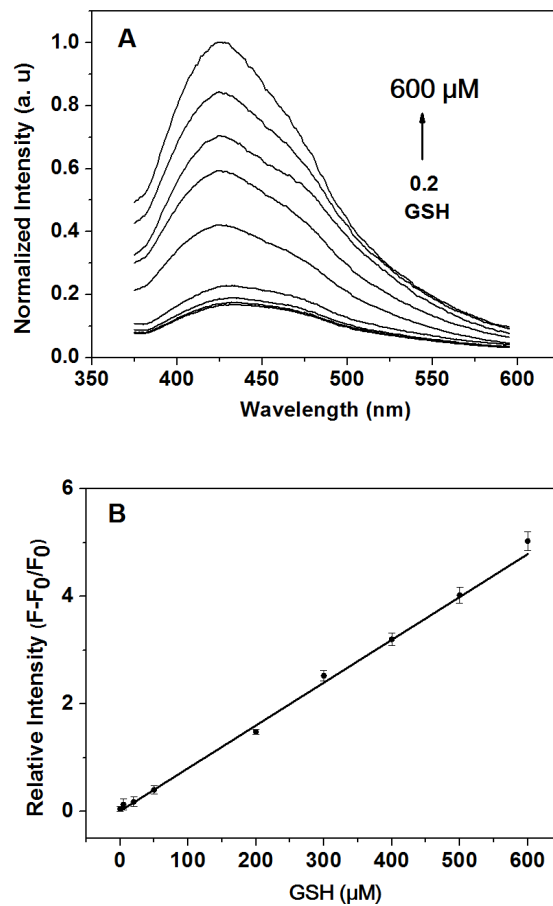 A
1.0
0.8
0.6
0.4
0.2
0.0
Normalized Intensity (a. u)
600 µM
0.2
GSH
350 400 450 500 550 600
Wavelength (nm)
B
6
4
2
0
Relative Intensity (F-F0/F0)
0 100 200 300 400 500 600
GSH (µM)